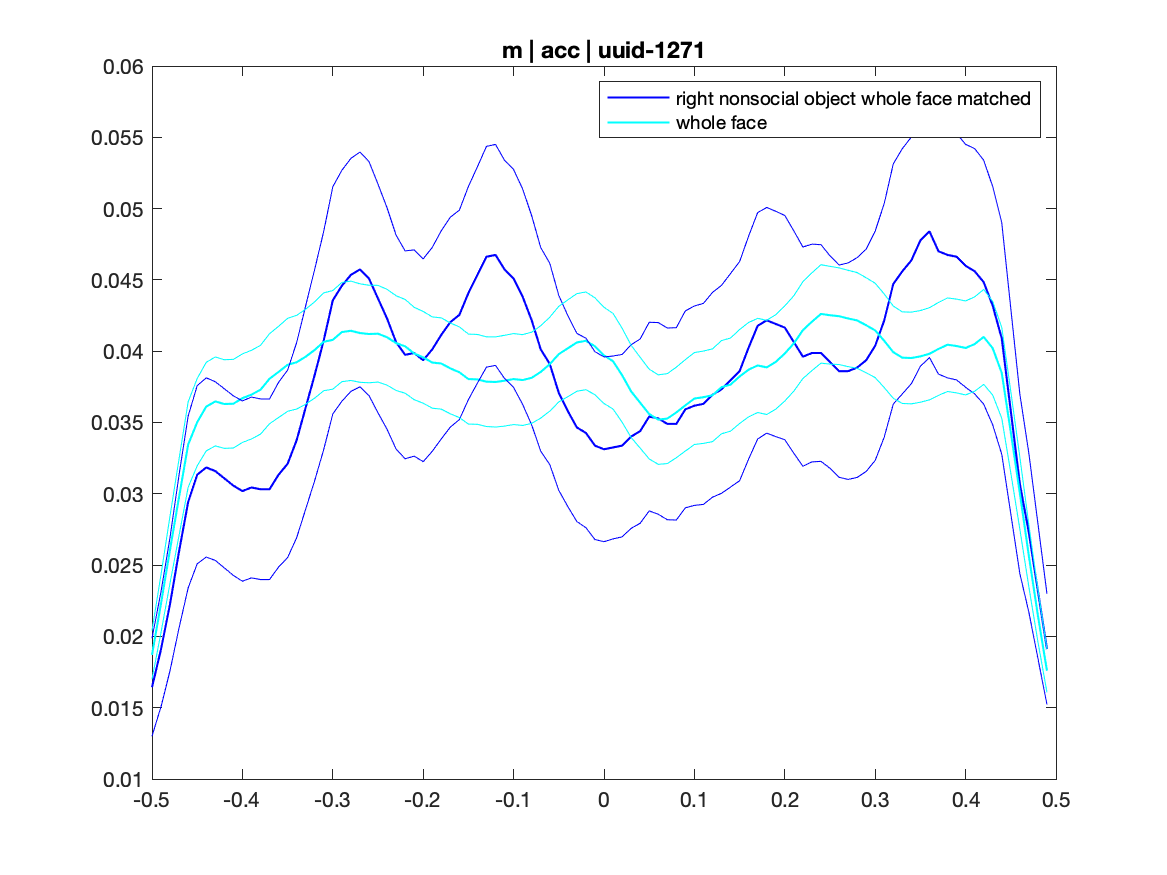 m | acc | uuid-1271
right nonsocial object whole face matched
whole face
0.06
0.055
0.05
0.045
0.04
0.035
0.03
0.025
0.02
0.015
0.01
-0.5 -0.4 -0.3 -0.2 -0.1 0 0.1 0.2 0.3 0.4 0.5